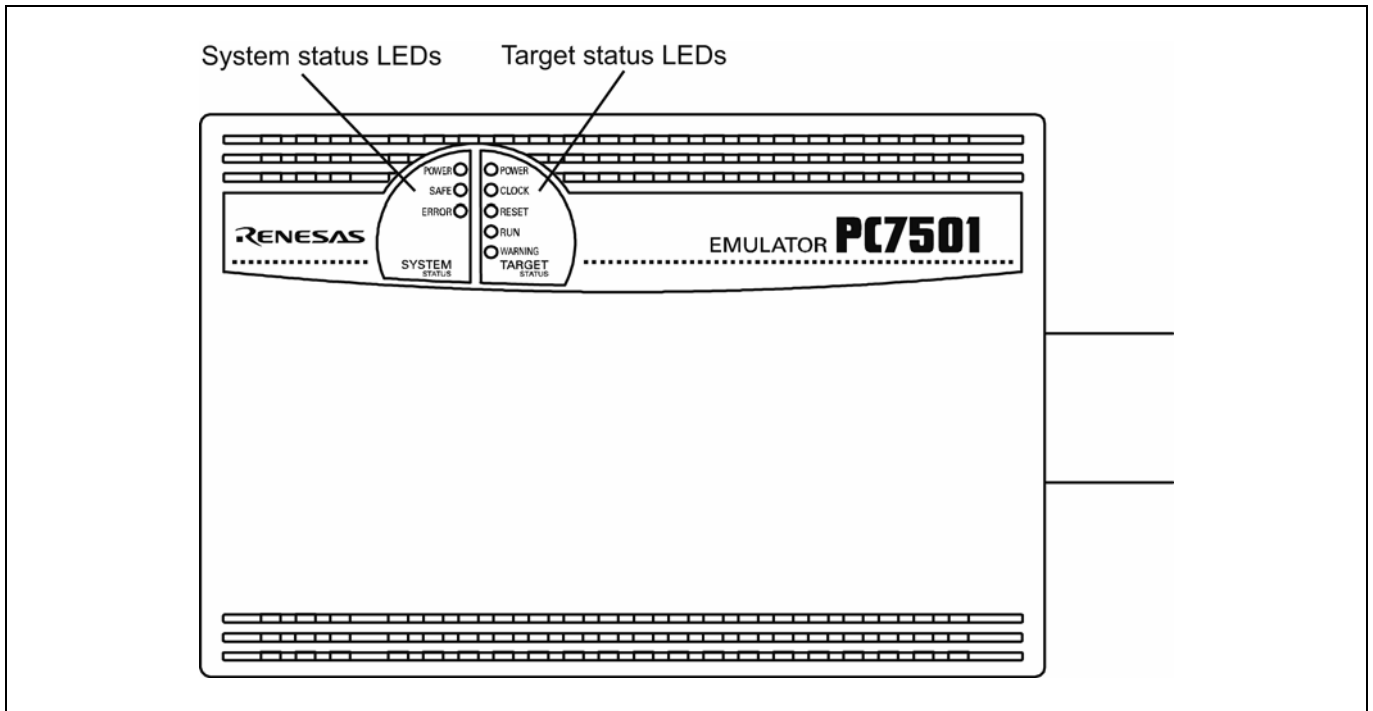 System status LEDs
Target status LEDs
POWER
SAFE
ERROR
SYSTEM
STATUS
POWER
CLOCK
RESET
RUN
WARNING
TARGET
STATUS
RENESAS
EMULATOR PC7501